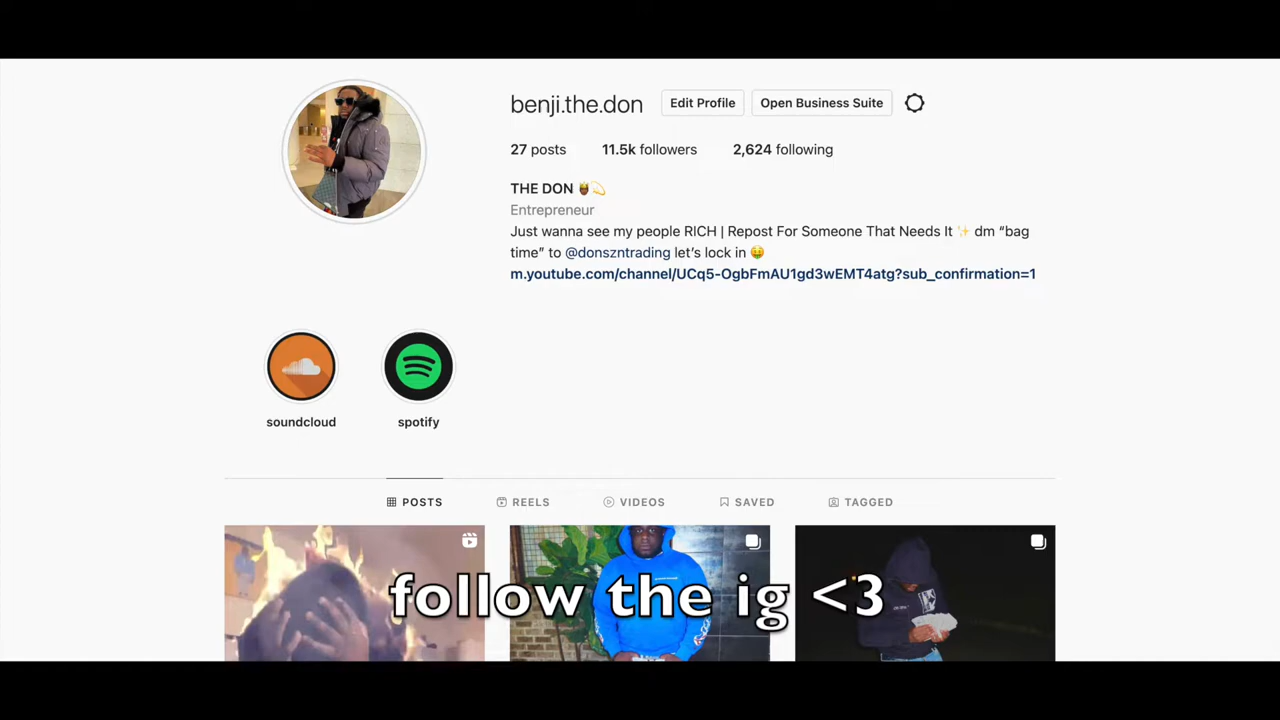 benji.the.don
Edit Profile
Open Business Suite
27 posts
11.5k followers
2,624 following
THE DON
Entrepreneur
Just wanna see my people RICH | Repost For Someone That Needs It ✨ dm “bag
time” to @donszntrading let’s lock in 🤑
m.youtube.com/channel/UCq5-OgbFmAU1gd3wEMT4atg?sub_confirmation=1
soundcloud
spotify
POSTS
REELS
VIDEOS
SAVED
TAGGED
follow the ig <3